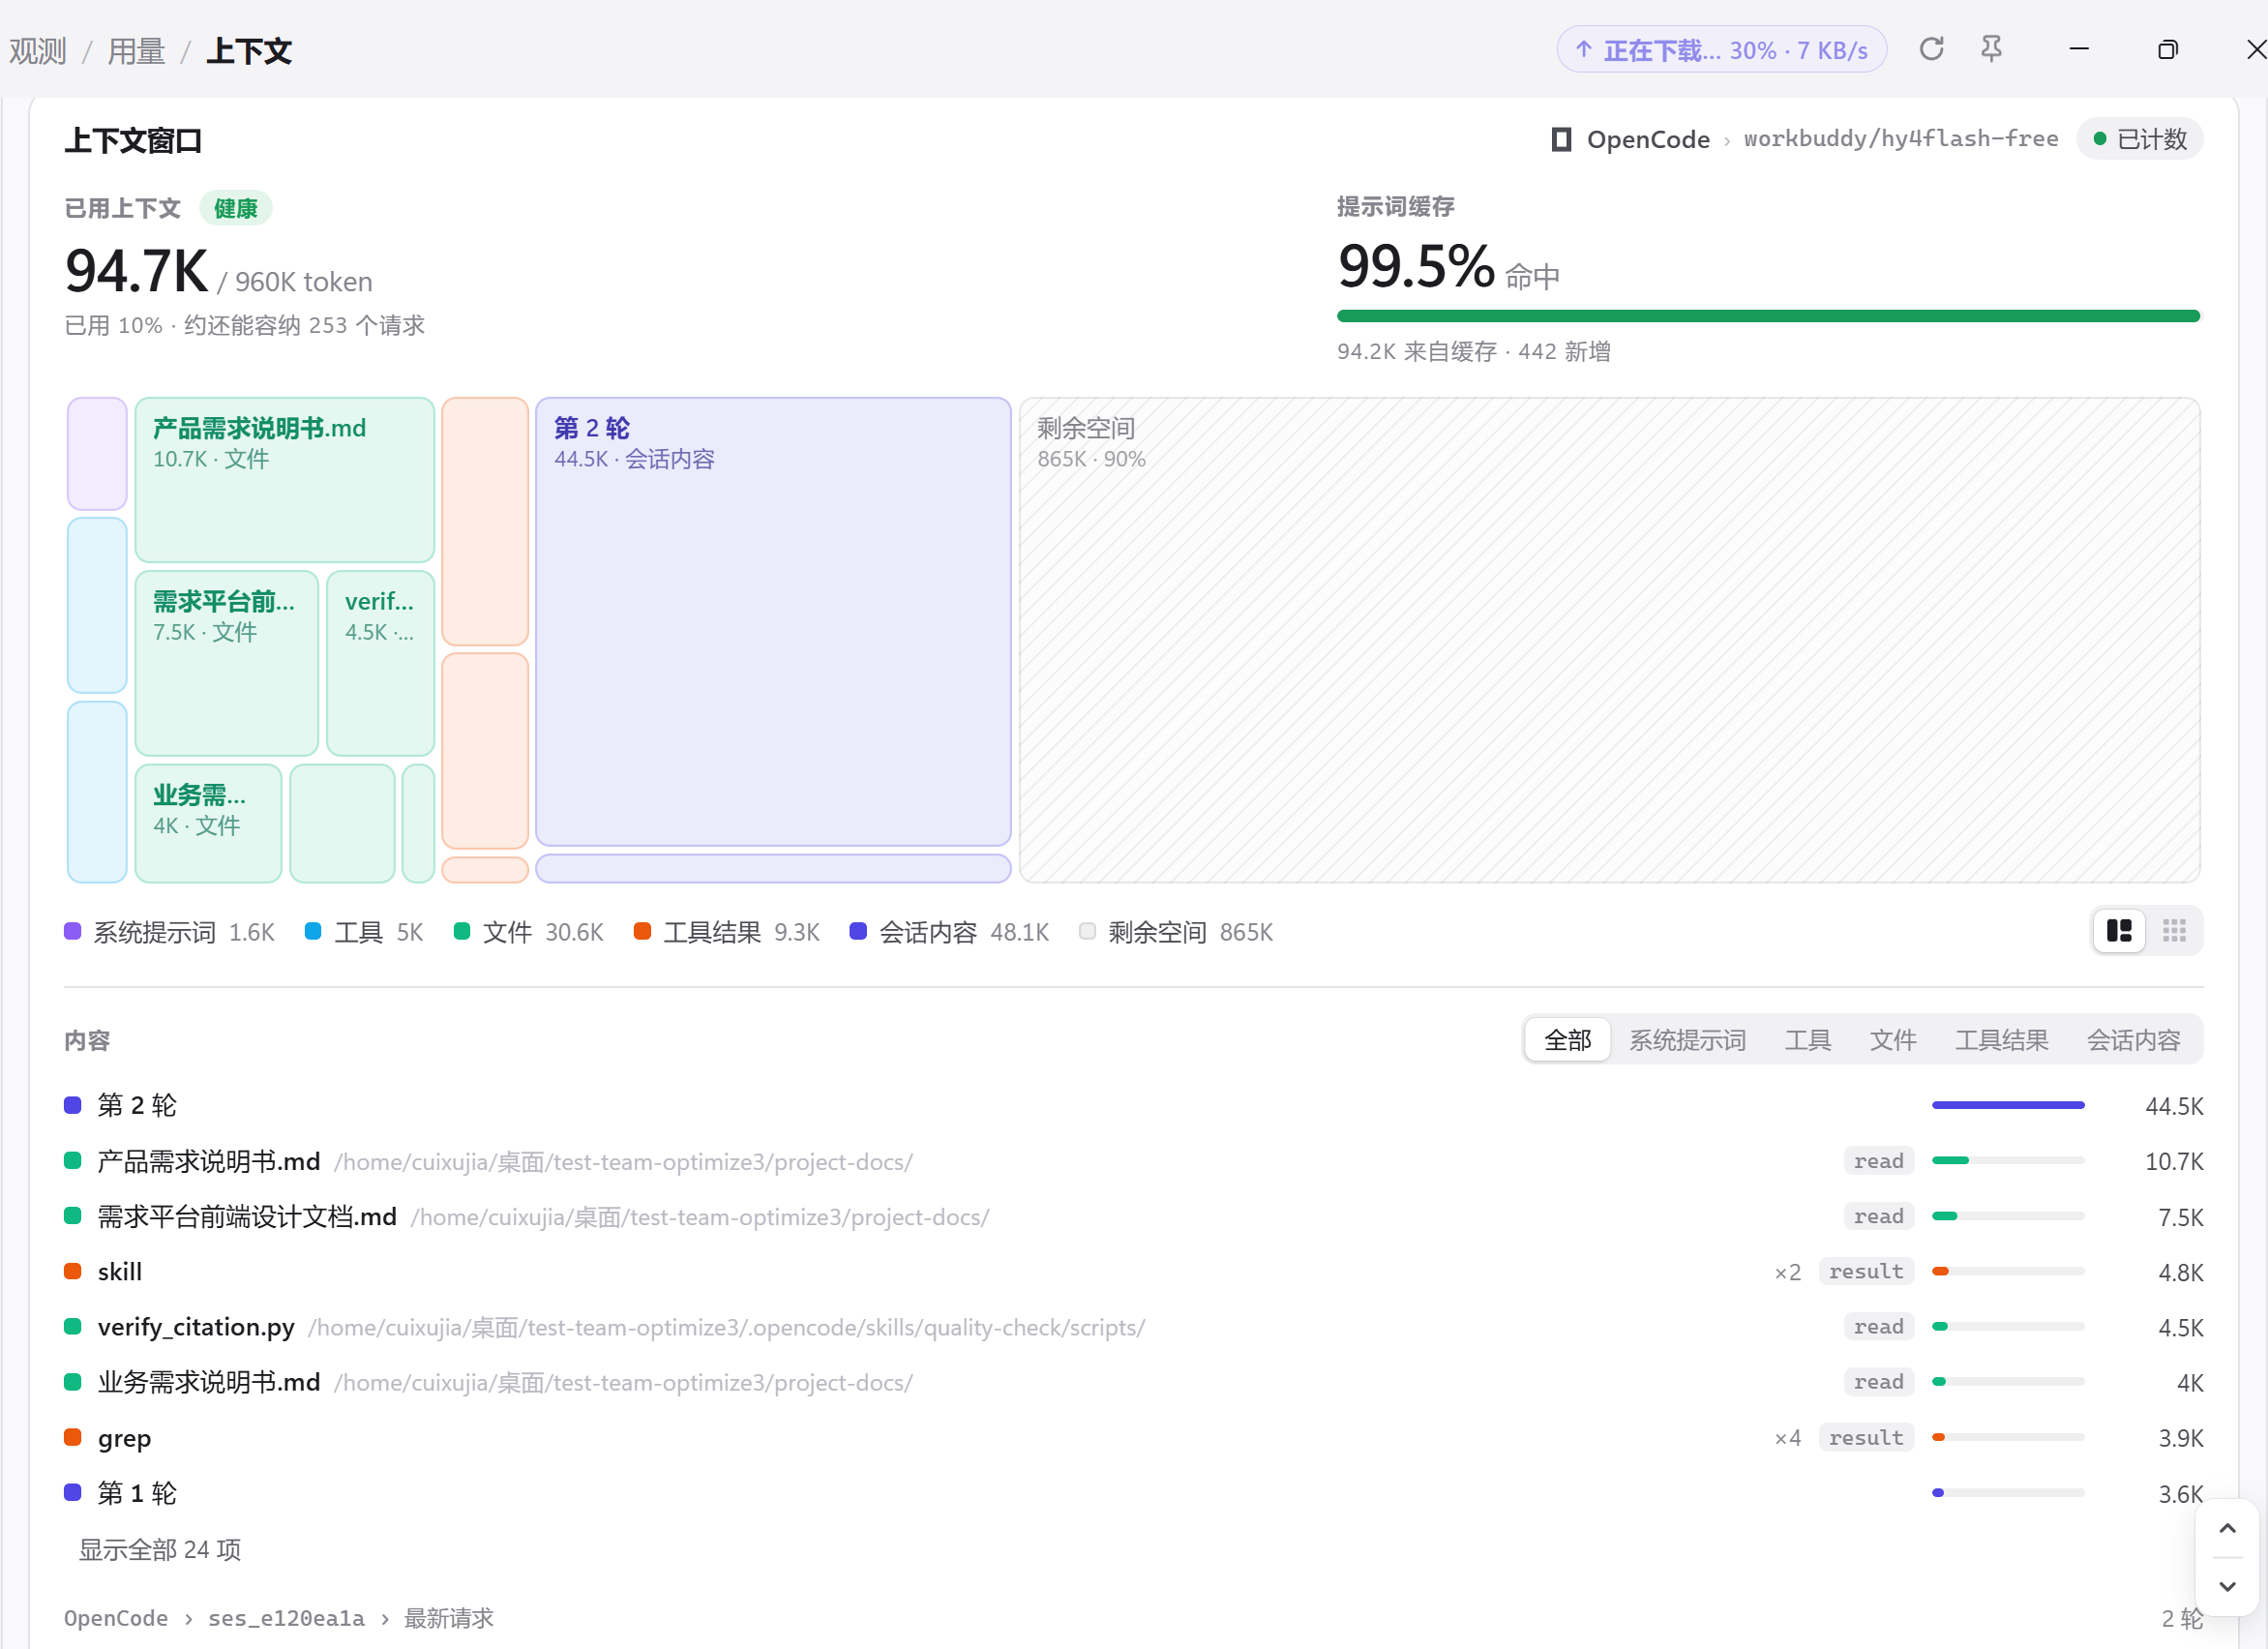 观测 / 用量 / 上下文
正在下载... 30% · 7 KB/s
上下文窗口
OpenCode › workbuddy/hy4flash-free
已计数
已用上下文 健康
94.7K / 960K token
已用 10% · 约还能容纳 253 个请求
提示词缓存
99.5% 命中
94.2K 来自缓存 · 442 新增
产品需求说明书.md
10.7K · 文件
需求平台前...
7.5K · 文件
verif...
4.5K ·...
业务需...
4K · 文件
第 2 轮
44.5K · 会话内容
剩余空间
865K · 90%
系统提示词 1.6K 工具 5K 文件 30.6K 工具结果 9.3K 会话内容 48.1K 剩余空间 865K
内容
全部 系统提示词 工具 文件 工具结果 会话内容
第 2 轮 44.5K
产品需求说明书.md /home/cuixujia/桌面/test-team-optimize3/project-docs/ read 10.7K
需求平台前端设计文档.md /home/cuixujia/桌面/test-team-optimize3/project-docs/ read 7.5K
skill ×2 result 4.8K
verify_citation.py /home/cuixujia/桌面/test-team-optimize3/.opencode/skills/quality-check/scripts/ read 4.5K
业务需求说明书.md /home/cuixujia/桌面/test-team-optimize3/project-docs/ read 4K
grep ×4 result 3.9K
第 1 轮 3.6K
显示全部 24 项
OpenCode › ses_e120ea1a › 最新请求 2 轮